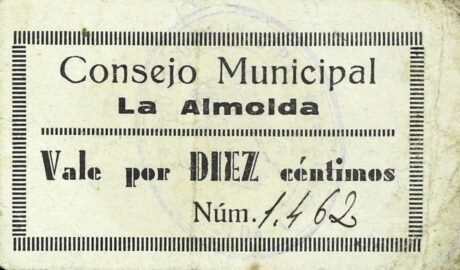 Consejo Municipal
La Almolda
Vale por DIEZ céntimos
Núm. 1.462